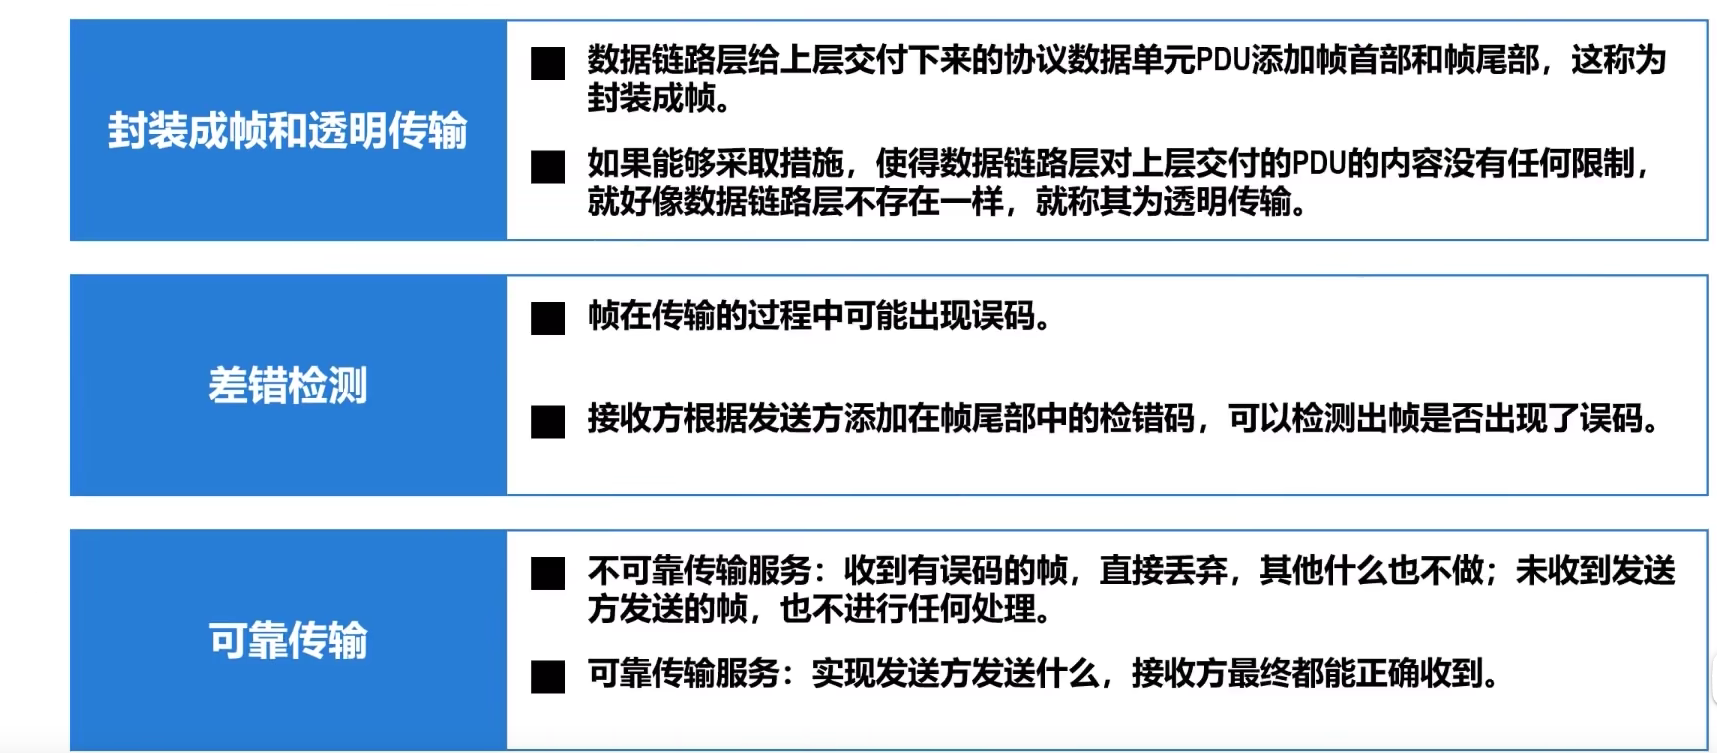 封装成帧和透明传输
数据链路层给上层交付下来的协议数据单元PDU添加帧首部和帧尾部，这称为
封装成帧。
如果能够采取措施，使得数据链路层对上层交付的PDU的内容没有任何限制，
就好像数据链路层不存在一样，就称其为透明传输。
差错检测
帧在传输的过程中可能出现误码。
接收方根据发送方添加在帧尾部中的检错码，可以检测出帧是否出现了误码。
可靠传输
不可靠传输服务：收到有误码的帧，直接丢弃，其他什么也不做；未收到发送
方发送的帧，也不进行任何处理。
可靠传输服务：实现发送方发送什么，接收方最终都能正确收到。